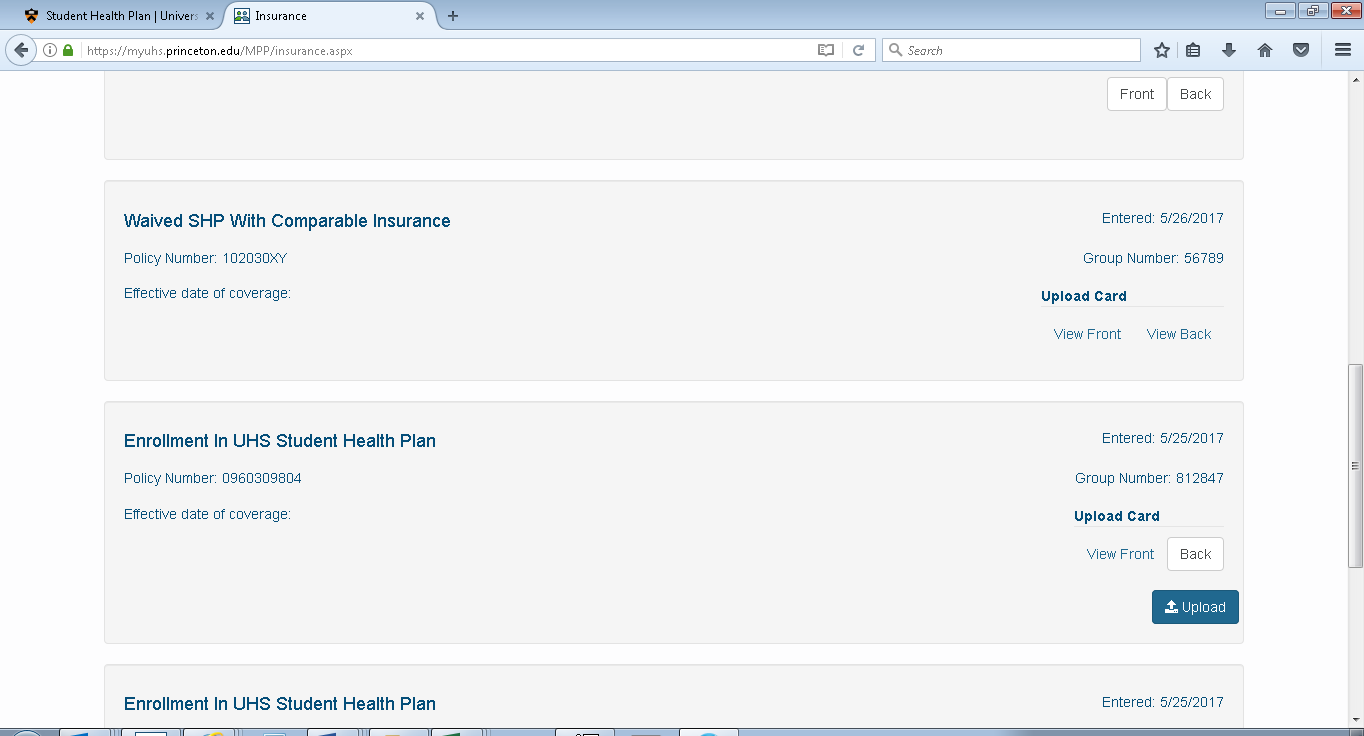 Student Health Plan | Univers
Insurance
https://myuhs.princeton.edu/MPP/insurance.aspx
Search
Front
Back
Waived SHP With Comparable Insurance
Entered: 5/26/2017
Policy Number: 102030XY
Group Number: 56789
Effective date of coverage:
Upload Card
View Front
View Back
Enrollment In UHS Student Health Plan
Entered: 5/25/2017
Policy Number: 0960309804
Group Number: 812847
Effective date of coverage:
Upload Card
View Front
Back
Upload
Enrollment In UHS Student Health Plan
Entered: 5/25/2017